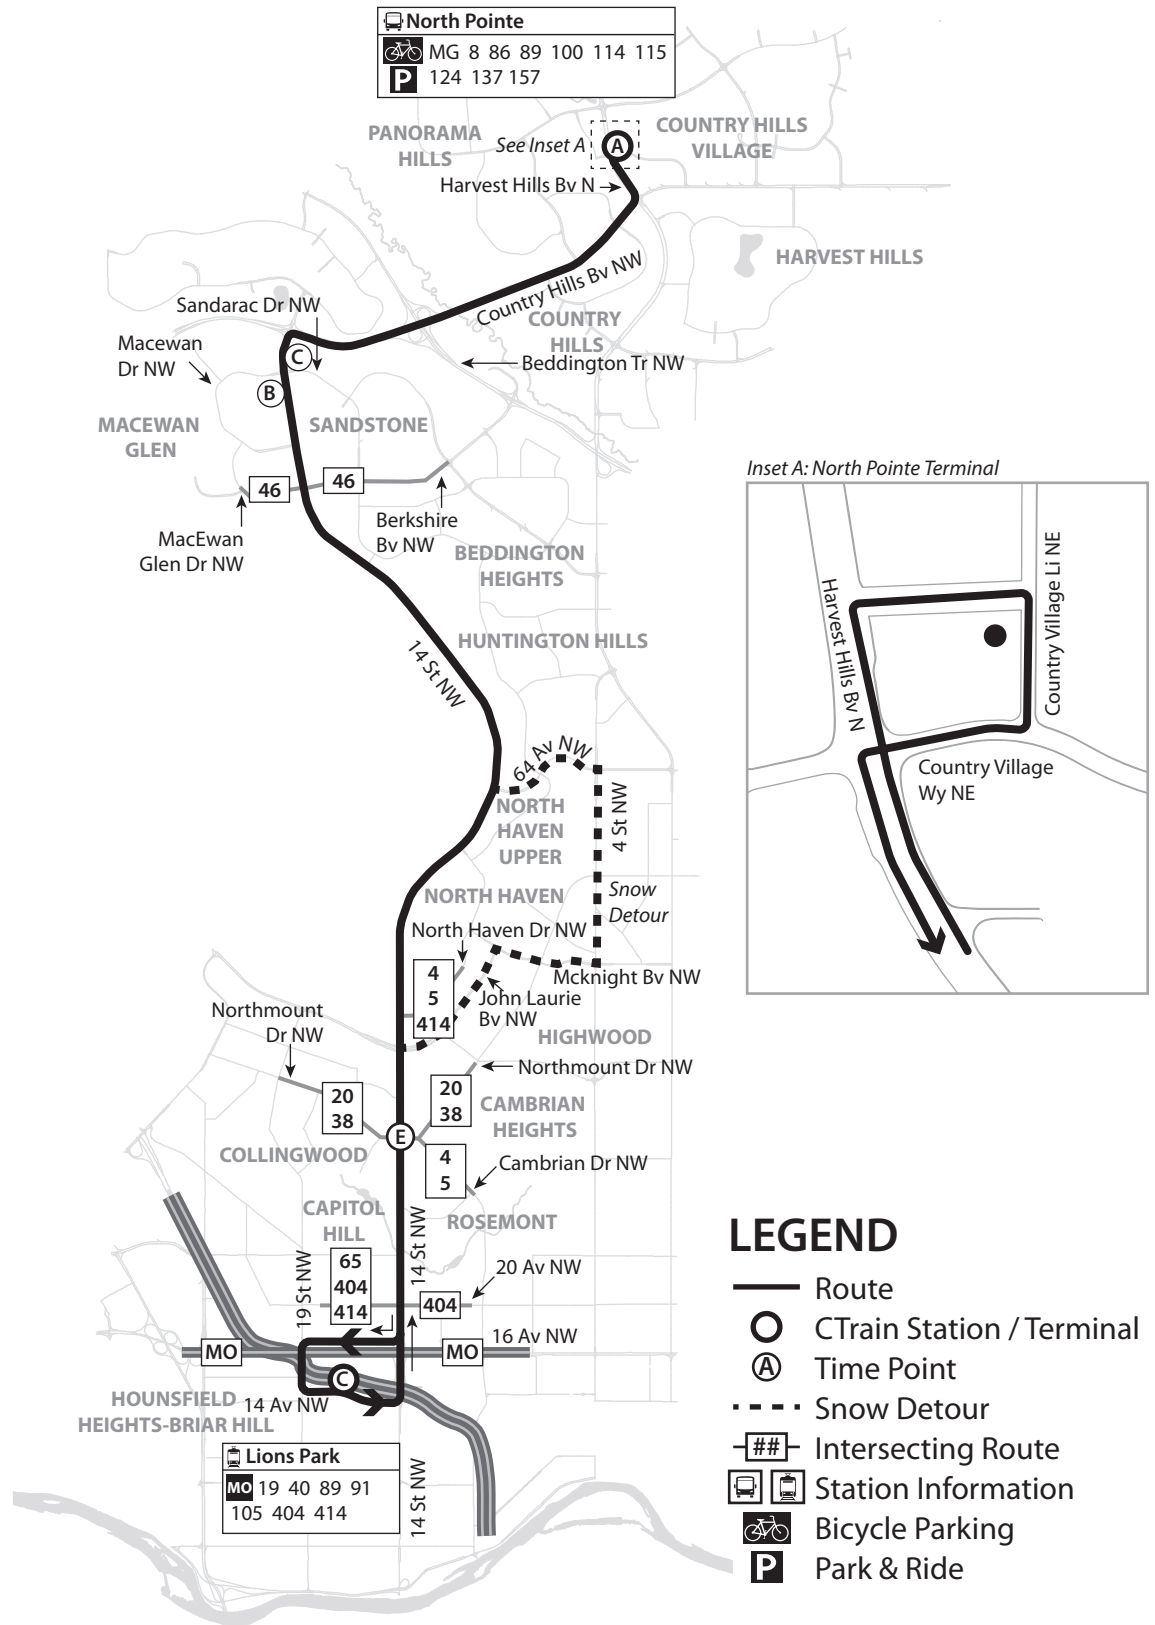 North Pointe
MG 8 86 89 100 114 115
P 124 137 157
PANORAMA
HILLS
See Inset A
A
COUNTRY HILLS
VILLAGE
Harvest Hills Bv N
HARVEST HILLS
Country Hills Bv NW
Sandarac Dr NW
COUNTRY
HILLS
Macewan
Dr NW
C
Beddington Tr NW
B
MACEWAN
GLEN
SANDSTONE
46
46
MacEwan
Glen Dr NW
Berkshire
Bv NW
BEDDINGTON
HEIGHTS
HUNTINGTON HILLS
14 St NW
64 Av NW
NORTH
HAVEN
UPPER
4 St NW
NORTH HAVEN
Snow
Detour
North Haven Dr NW
4
5
414
Mcknight Bv NW
John Laurie
Bv NW
Northmount
Dr NW
HIGHWOOD
Northmount Dr NW
20
38
20
38
CAMBRIAN
HEIGHTS
E
COLLINGWOOD
4
5
Cambrian Dr NW
CAPITOL
HILL
ROSEMONT
14 St NW
19 St NW
65
404
414
404
20 Av NW
16 Av NW
MO
MO
C
HOUNSFIELD
HEIGHTS-BRIAR HILL
14 Av NW
Lions Park
MO 19 40 89 91
105 404 414
14 St NW
Inset A: North Pointe Terminal
Harvest Hills Bv N
Country Village Li NE
Country Village
Wy NE
LEGEND
Route
CTrain Station / Terminal
A Time Point
Snow Detour
## Intersecting Route
Station Information
Bicycle Parking
P Park & Ride